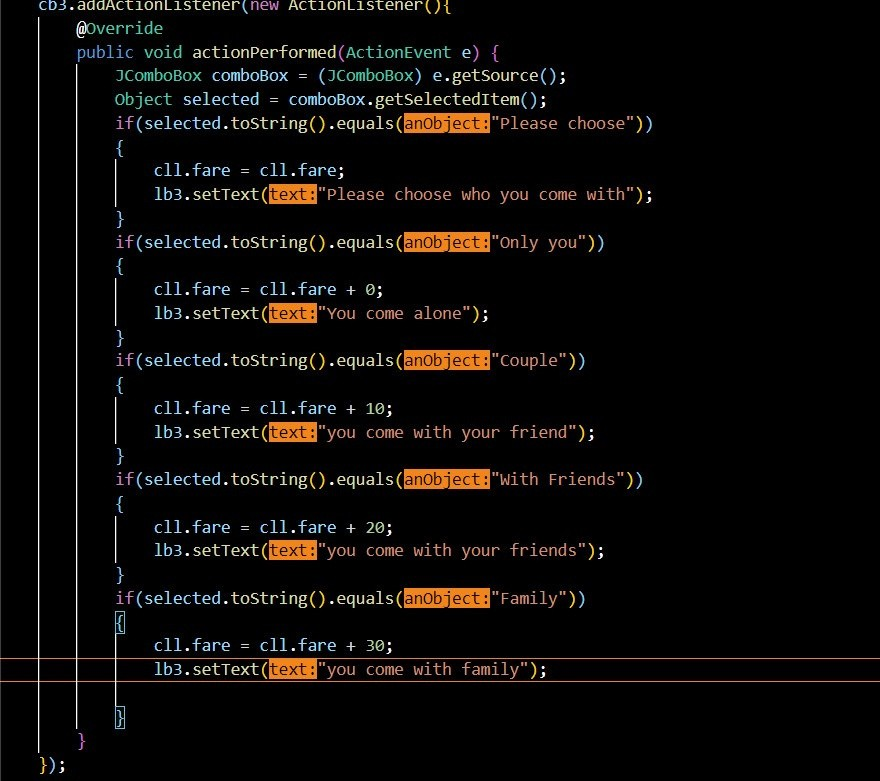 cb3.addActionListener(new ActionListener(){
@Override
public void actionPerformed(ActionEvent e) {
JComboBox comboBox = (JComboBox) e.getSource();
Object selected = comboBox.getSelectedItem();
if(selected.toString().equals(anObject:"Please choose"))
{
cll.fare = cll.fare;
lb3.setText(text:"Please choose who you come with");
}
if(selected.toString().equals(anObject:"Only you"))
{
cll.fare = cll.fare + 0;
lb3.setText(text:"You come alone");
}
if(selected.toString().equals(anObject:"Couple"))
{
cll.fare = cll.fare + 10;
lb3.setText(text:"you come with your friend");
}
if(selected.toString().equals(anObject:"With Friends"))
{
cll.fare = cll.fare + 20;
lb3.setText(text:"you come with your friends");
}
if(selected.toString().equals(anObject:"Family"))
{
cll.fare = cll.fare + 30;
lb3.setText(text:"you come with family");
}
}
});